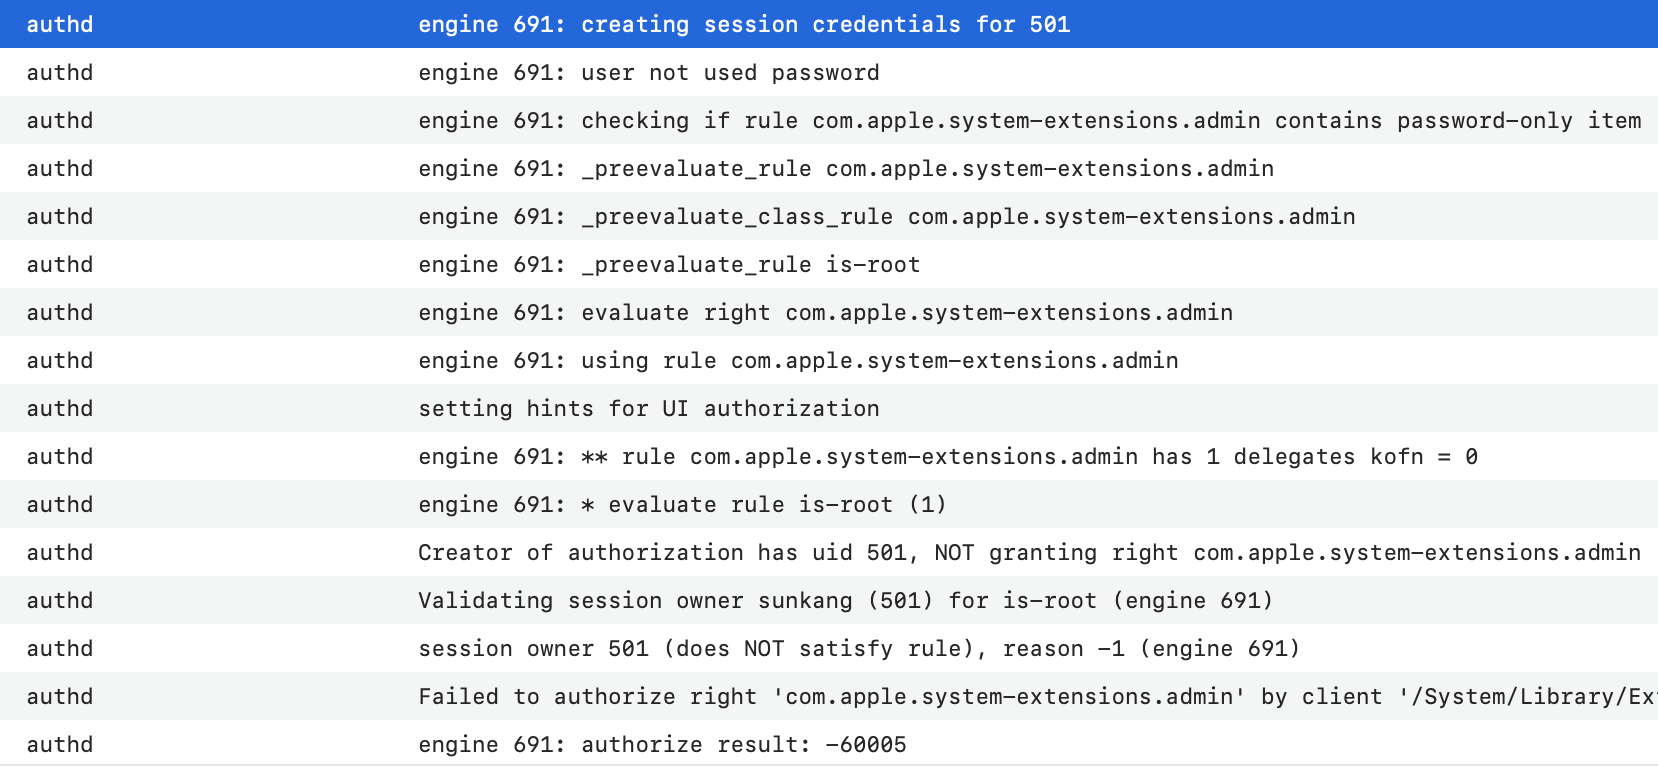 authd engine 691: creating session credentials for 501
authd engine 691: user not used password
authd engine 691: checking if rule com.apple.system-extensions.admin contains password-only item
authd engine 691: _preevaluate_rule com.apple.system-extensions.admin
authd engine 691: _preevaluate_class_rule com.apple.system-extensions.admin
authd engine 691: _preevaluate_rule is-root
authd engine 691: evaluate right com.apple.system-extensions.admin
authd engine 691: using rule com.apple.system-extensions.admin
authd setting hints for UI authorization
authd engine 691: ** rule com.apple.system-extensions.admin has 1 delegates kofn = 0
authd engine 691: * evaluate rule is-root (1)
authd Creator of authorization has uid 501, NOT granting right com.apple.system-extensions.admin
authd Validating session owner sunkang (501) for is-root (engine 691)
authd session owner 501 (does NOT satisfy rule), reason -1 (engine 691)
authd Failed to authorize right 'com.apple.system-extensions.admin' by client '/System/Library/Ex
authd engine 691: authorize result: -60005